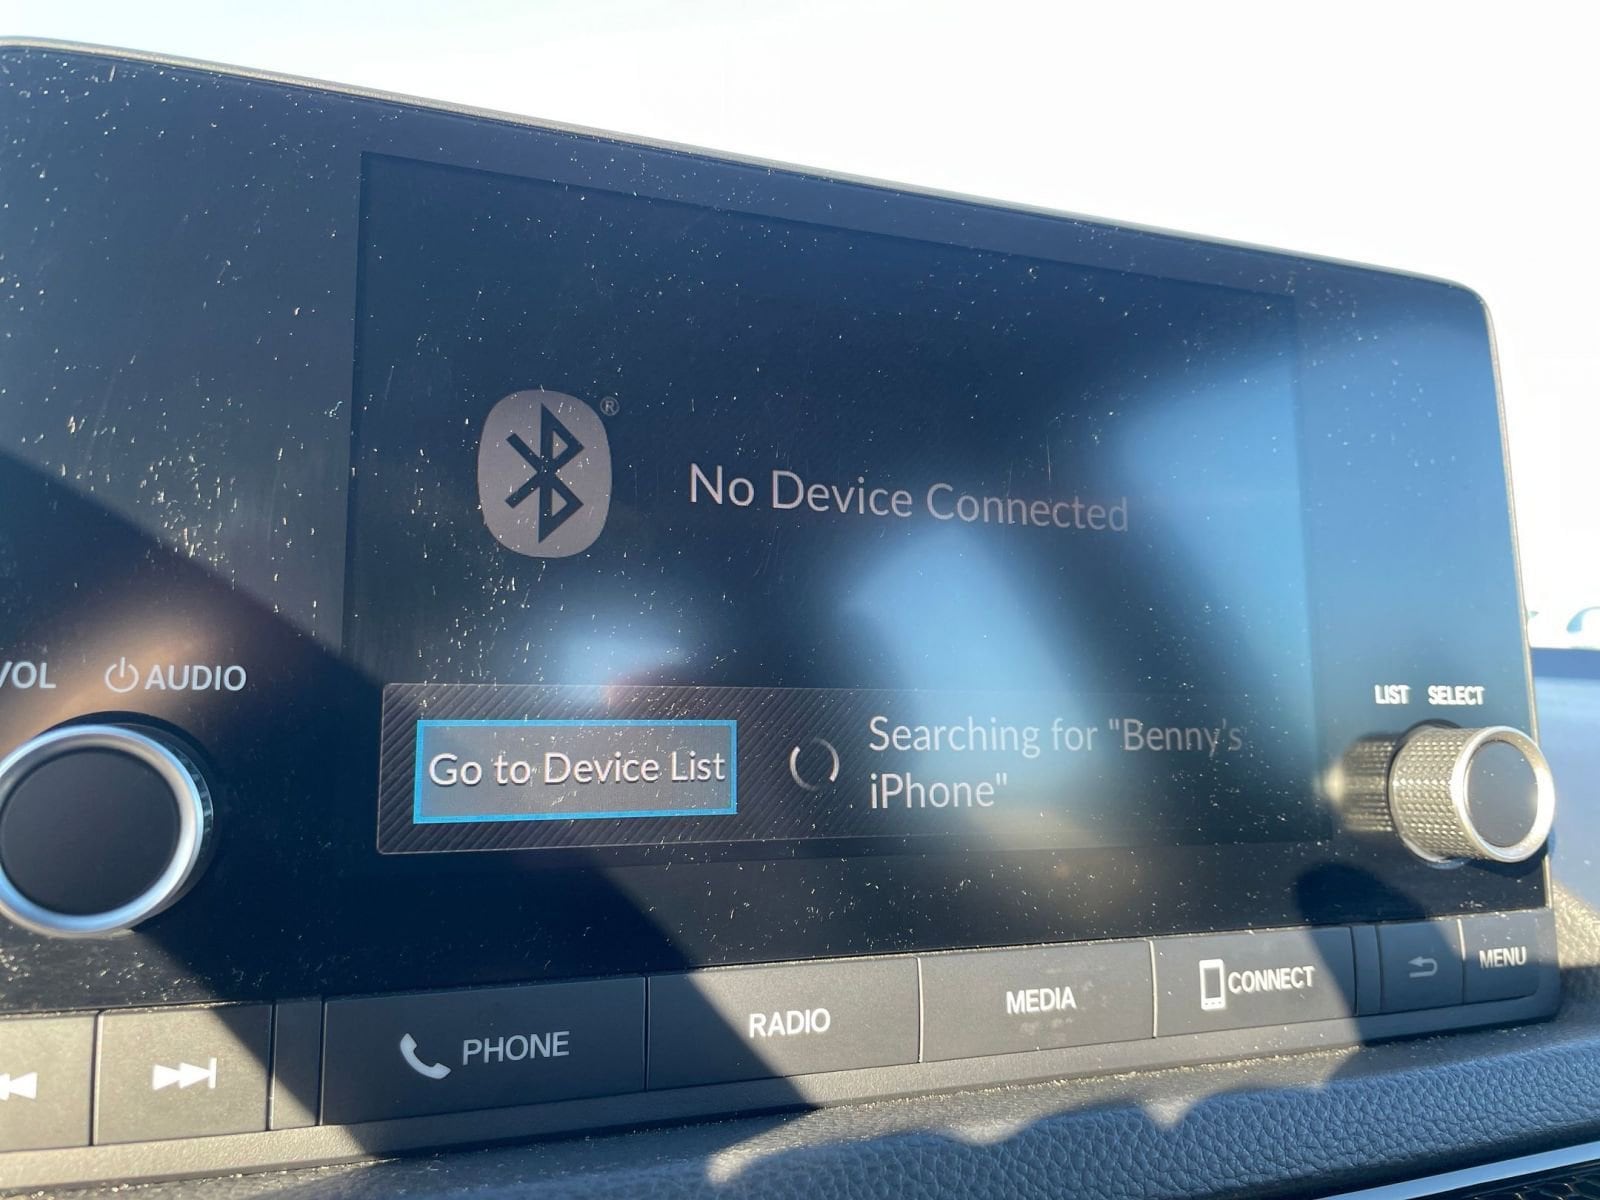 ®
No Device Connected
VOL
AUDIO
LIST SELECT
Go to Device List
Searching for "Benny's
iPhone"
PHONE
RADIO
MEDIA
CONNECT
MENU